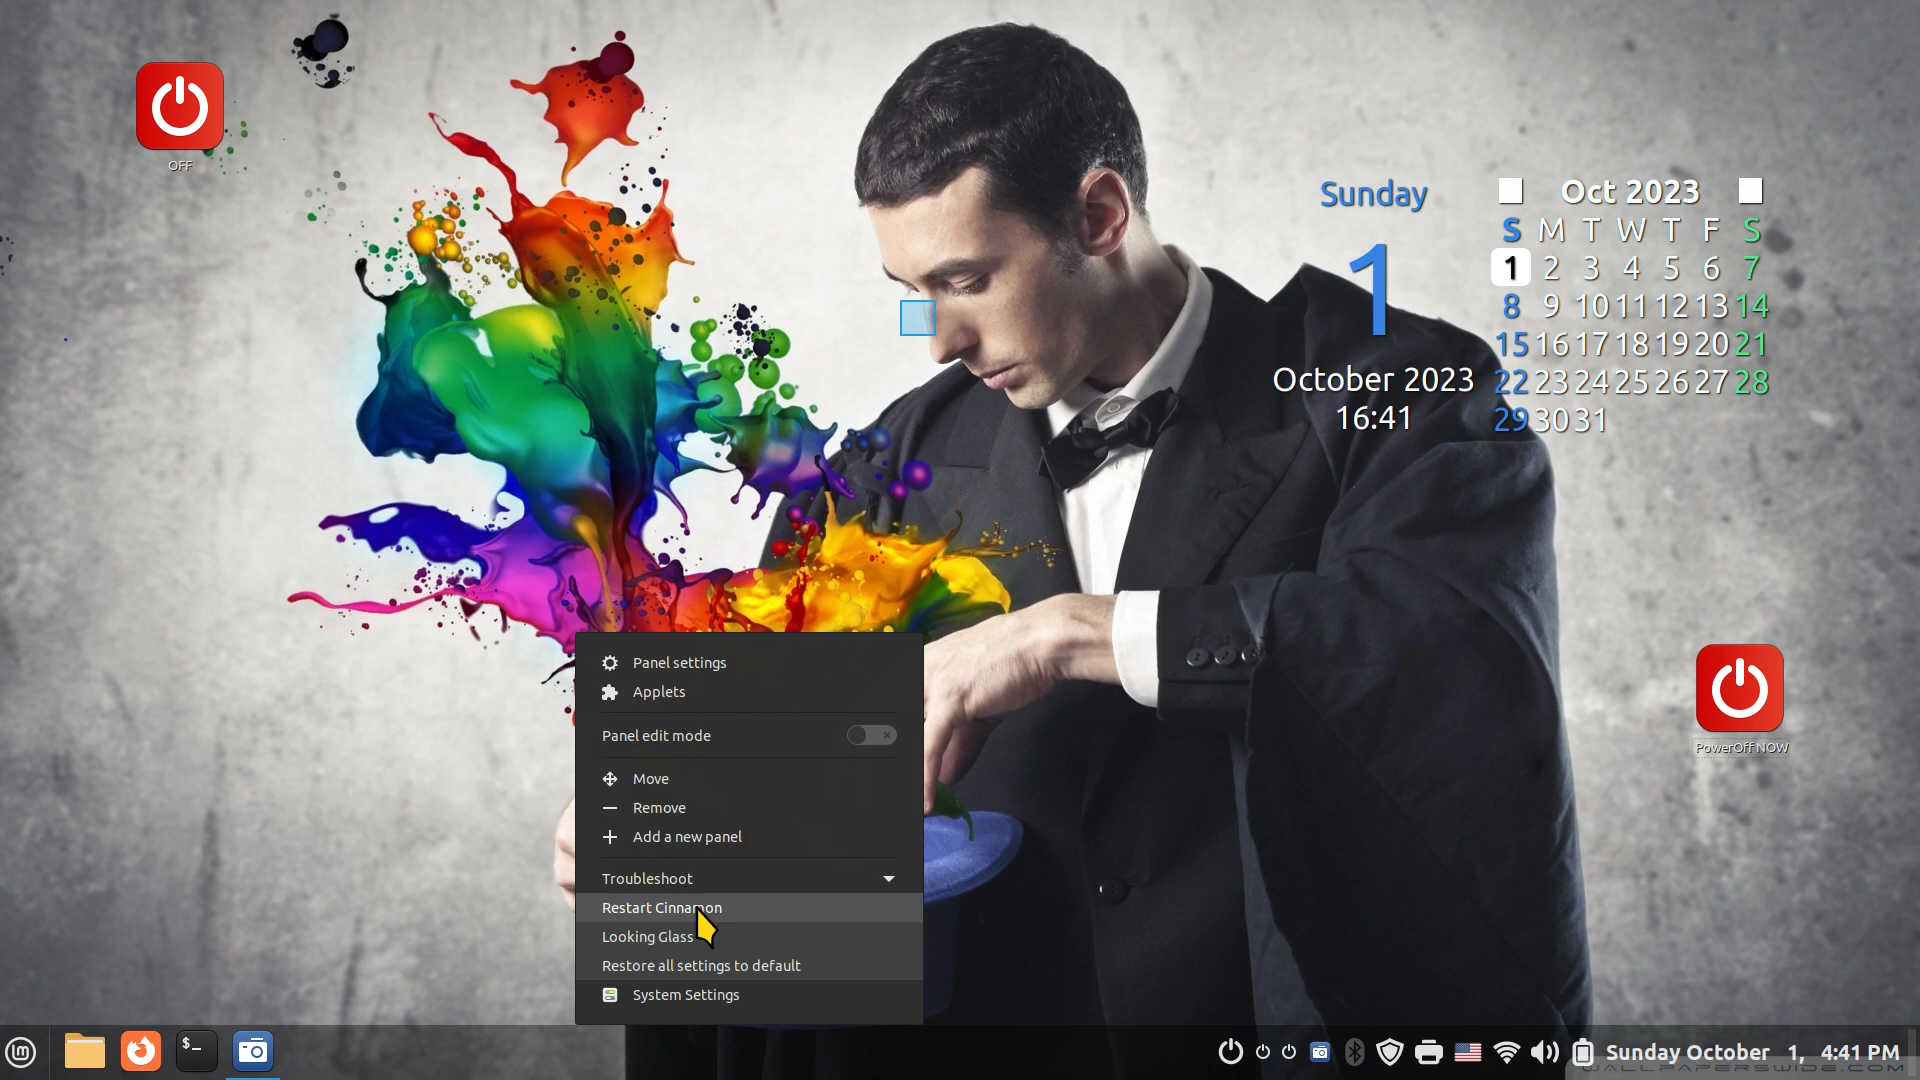 OFF
Sunday
1
October 2023
16:41
Oct 2023
S M T W T F S
1 2 3 4 5 6 7
8 9 10 11 12 13 14
15 16 17 18 19 20 21
22 23 24 25 26 27 28
29 30 31
PowerOff NOW
Panel settings
Applets
Panel edit mode
Move
Remove
Add a new panel
Troubleshoot
Restart Cinnamon
Looking Glass
Restore all settings to default
System Settings
$_
Sunday October 1, 4:41 PM
WALLPAPERSWIDE.COM